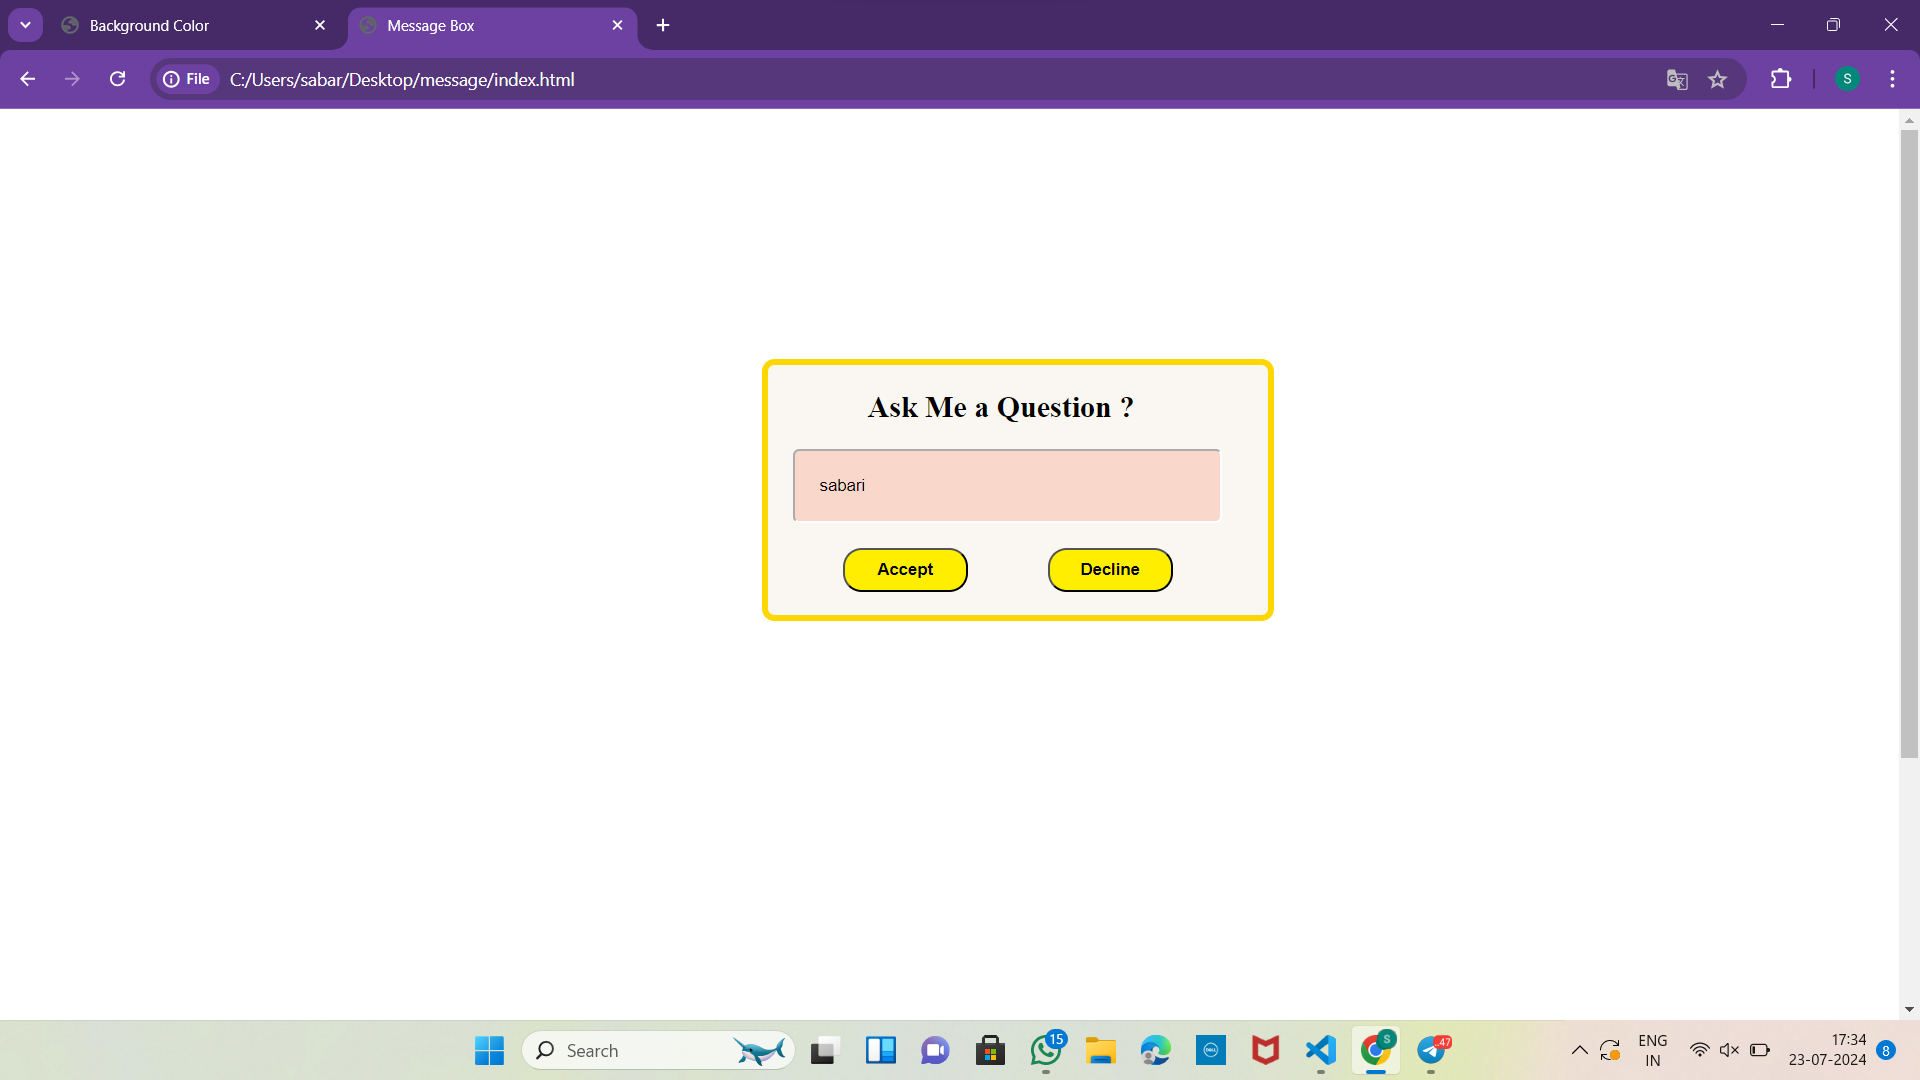 Background Color
Message Box
File
C:/Users/sabar/Desktop/message/index.html
S
Ask Me a Question ?
sabari
Accept
Decline
Search
15
DELL
S
47
ENG
IN
17:34
23-07-2024
8